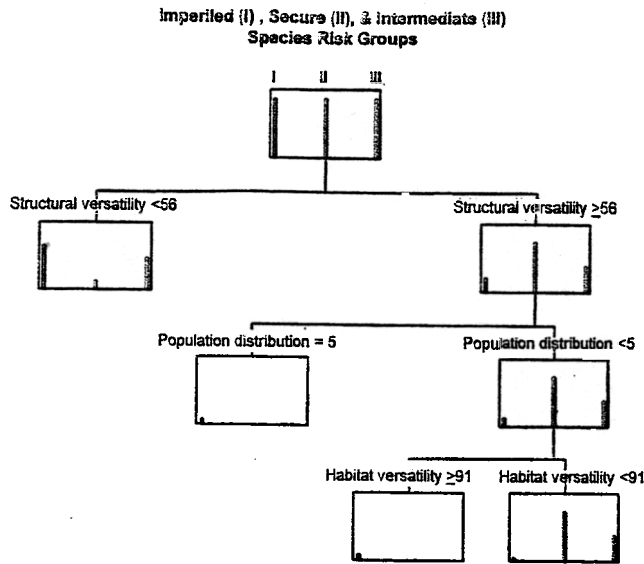 Imperiled (I) , Secure (II), & Intermediate (III)
Species Risk Groups
I II III
Structural versatility <56
Structural versatility ≥56
Population distribution = 5
Population distribution <5
Habitat versatility ≥91
Habitat versatility <91